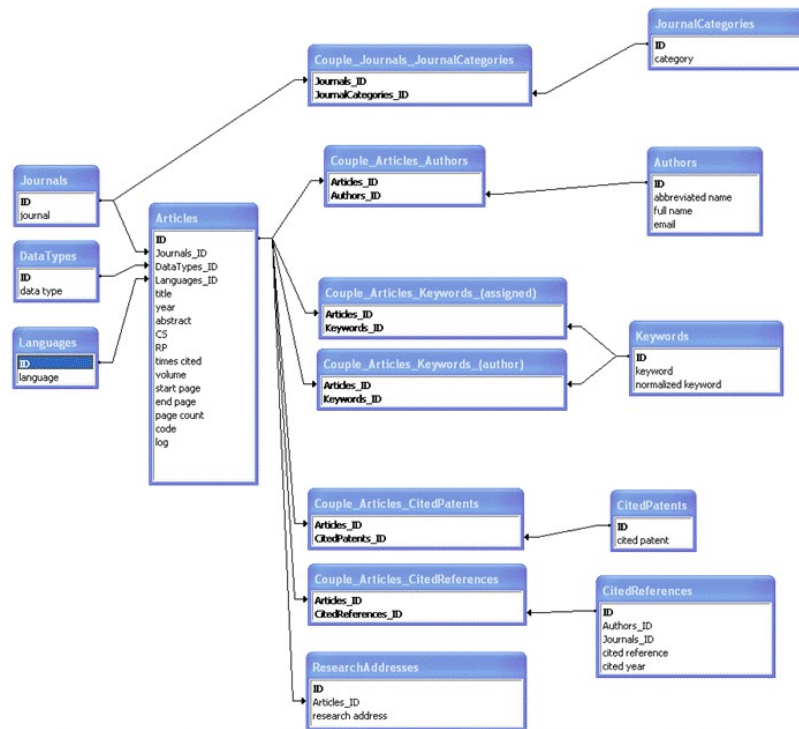 JournalCategories
ID
category
Couple_Journals_JournalCategories
Journals_ID
JournalCategories_ID
Journals
ID
journal
DataTypes
ID
data type
Languages
ID
language
Articles
ID
Journals_ID
DataTypes_ID
Languages_ID
title
year
abstract
CS
RP
times cited
volume
start page
end page
page count
code
log
Couple_Articles_Authors
Articles_ID
Authors_ID
Authors
ID
abbreviated name
full name
email
Couple_Articles_Keywords_(assigned)
Articles_ID
Keywords_ID
Couple_Articles_Keywords_(author)
Articles_ID
Keywords_ID
Keywords
ID
keyword
normalized keyword
Couple_Articles_CitedPatents
Articles_ID
CitedPatents_ID
CitedPatents
ID
cited patent
Couple_Articles_CitedReferences
Articles_ID
CitedReferences_ID
CitedReferences
ID
Authors_ID
Journals_ID
cited reference
cited year
ResearchAddresses
ID
Articles_ID
research address